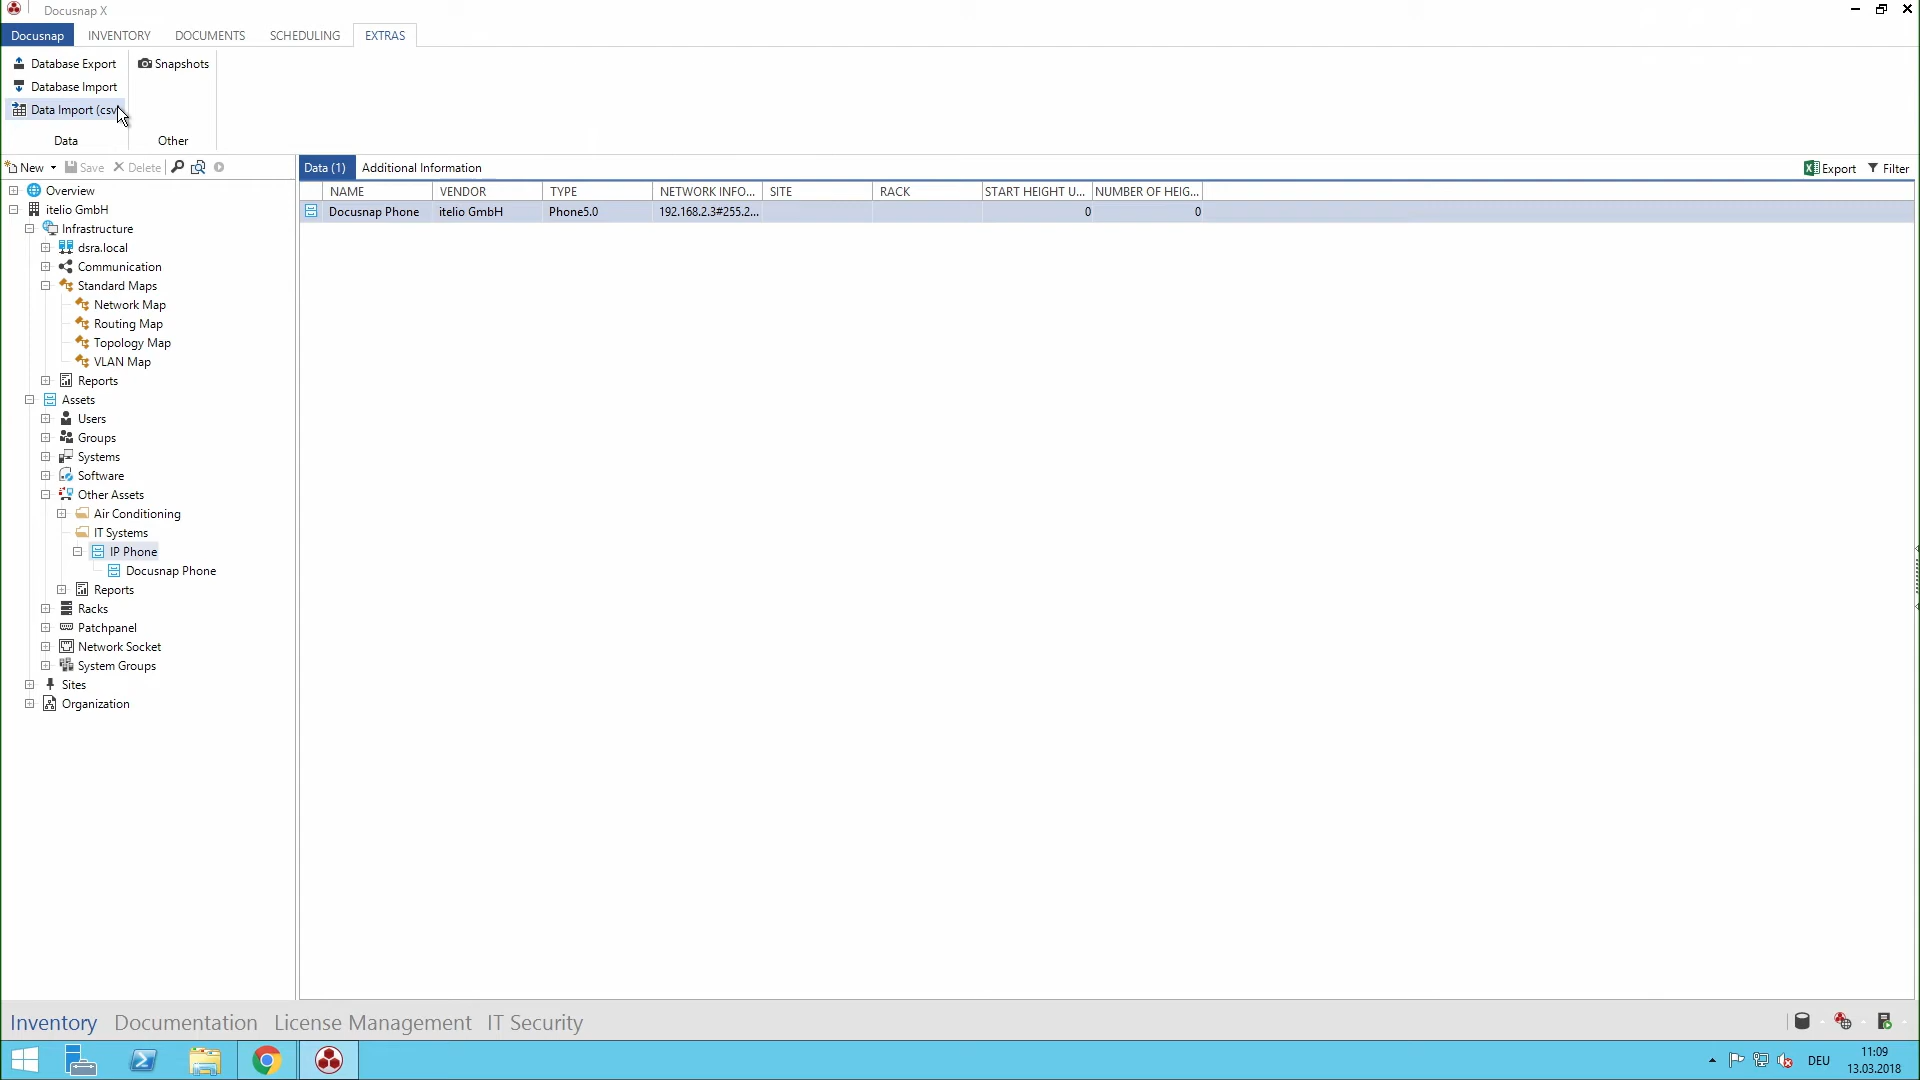 Docusnap X
Docusnap INVENTORY DOCUMENTS SCHEDULING EXTRAS
Database Export Snapshots
Database Import
Data Import (csv
Data Other
New Save Delete
Data (1) Additional Information Export Filter
NAME VENDOR TYPE NETWORK INFO... SITE RACK START HEIGHT U... NUMBER OF HEIG...
Docusnap Phone itelio GmbH Phone5.0 192.168.2.3#255.2... 0 0
Overview
itelio GmbH
Infrastructure
dsra.local
Communication
Standard Maps
Network Map
Routing Map
Topology Map
VLAN Map
Reports
Assets
Users
Groups
Systems
Software
Other Assets
Air Conditioning
IT Systems
IP Phone
Docusnap Phone
Reports
Racks
Patchpanel
Network Socket
System Groups
Sites
Organization
Inventory Documentation License Management IT Security
DEU
11:09
13.03.2018